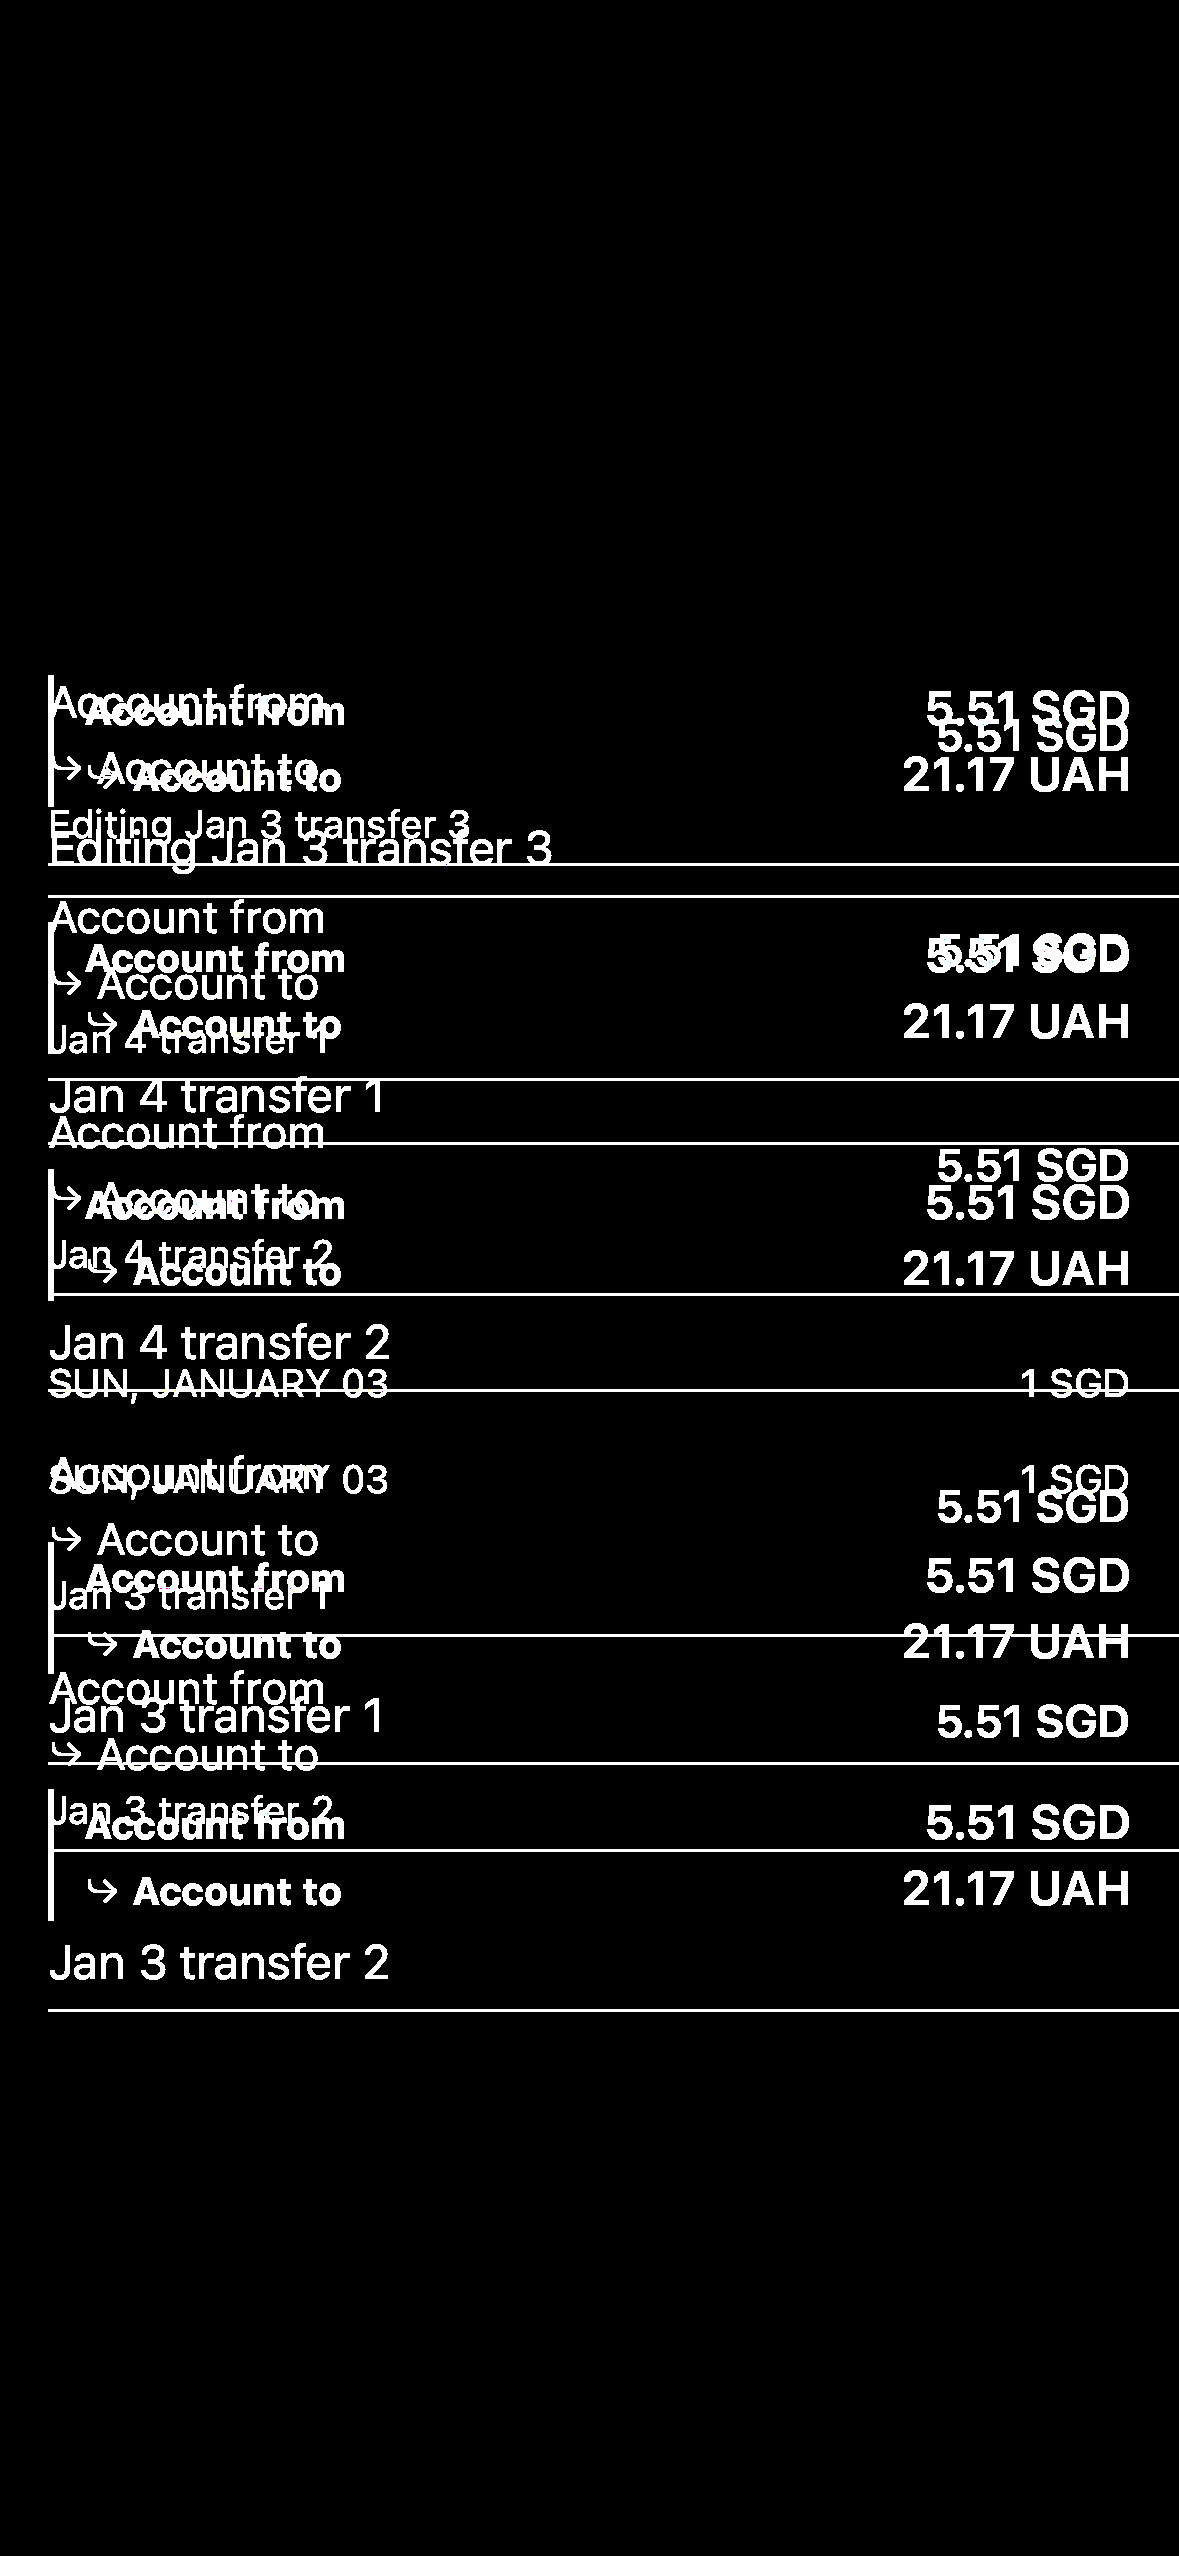 Account from
5.51 SGD
Account from
5.51 SGD
↪ Account to
↪ Account to
21.17 UAH
Editing Jan 3 transfer 3
Editing Jan 3 transfer 3
Account from
5.51 SGD
Account from
5.51 SGD
↪ Account to
↪ Account to
21.17 UAH
Jan 4 transfer 1
Jan 4 transfer 1
Account from
5.51 SGD
↪ Account to
Account from
5.51 SGD
Jan 4 transfer 2
↪ Account to
21.17 UAH
Jan 4 transfer 2
SUN, JANUARY 03
1 SGD
Account from
SUN, JANUARY 03
1 SGD
5.51 SGD
↪ Account to
Account from
5.51 SGD
Jan 3 transfer 1
↪ Account to
21.17 UAH
Account from
Jan 3 transfer 1
5.51 SGD
↪ Account to
Jan 3 transfer 2
Account from
5.51 SGD
↪ Account to
21.17 UAH
Jan 3 transfer 2